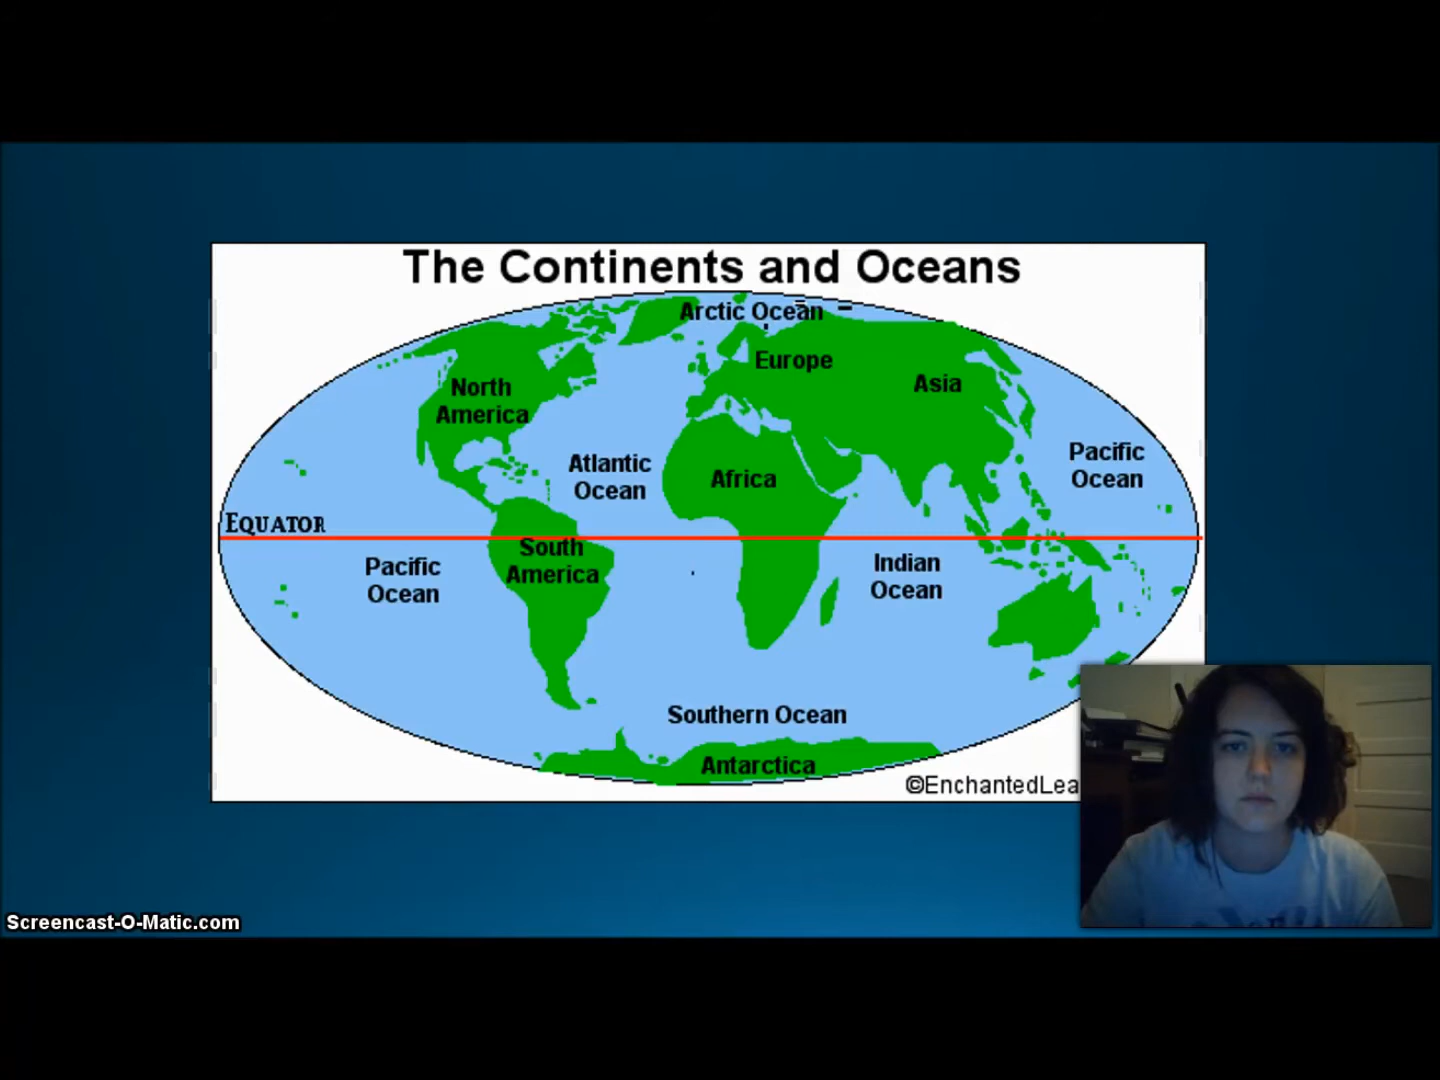 The Continents and Oceans
Arctic Ocean
Europe
Asia
North
America
Pacific
Ocean
Atlantic
Ocean
Africa
EQUATOR
South
America
Pacific
Ocean
Indian
Ocean
Southern Ocean
Antarctica
©EnchantedLea
Screencast-O-Matic.com